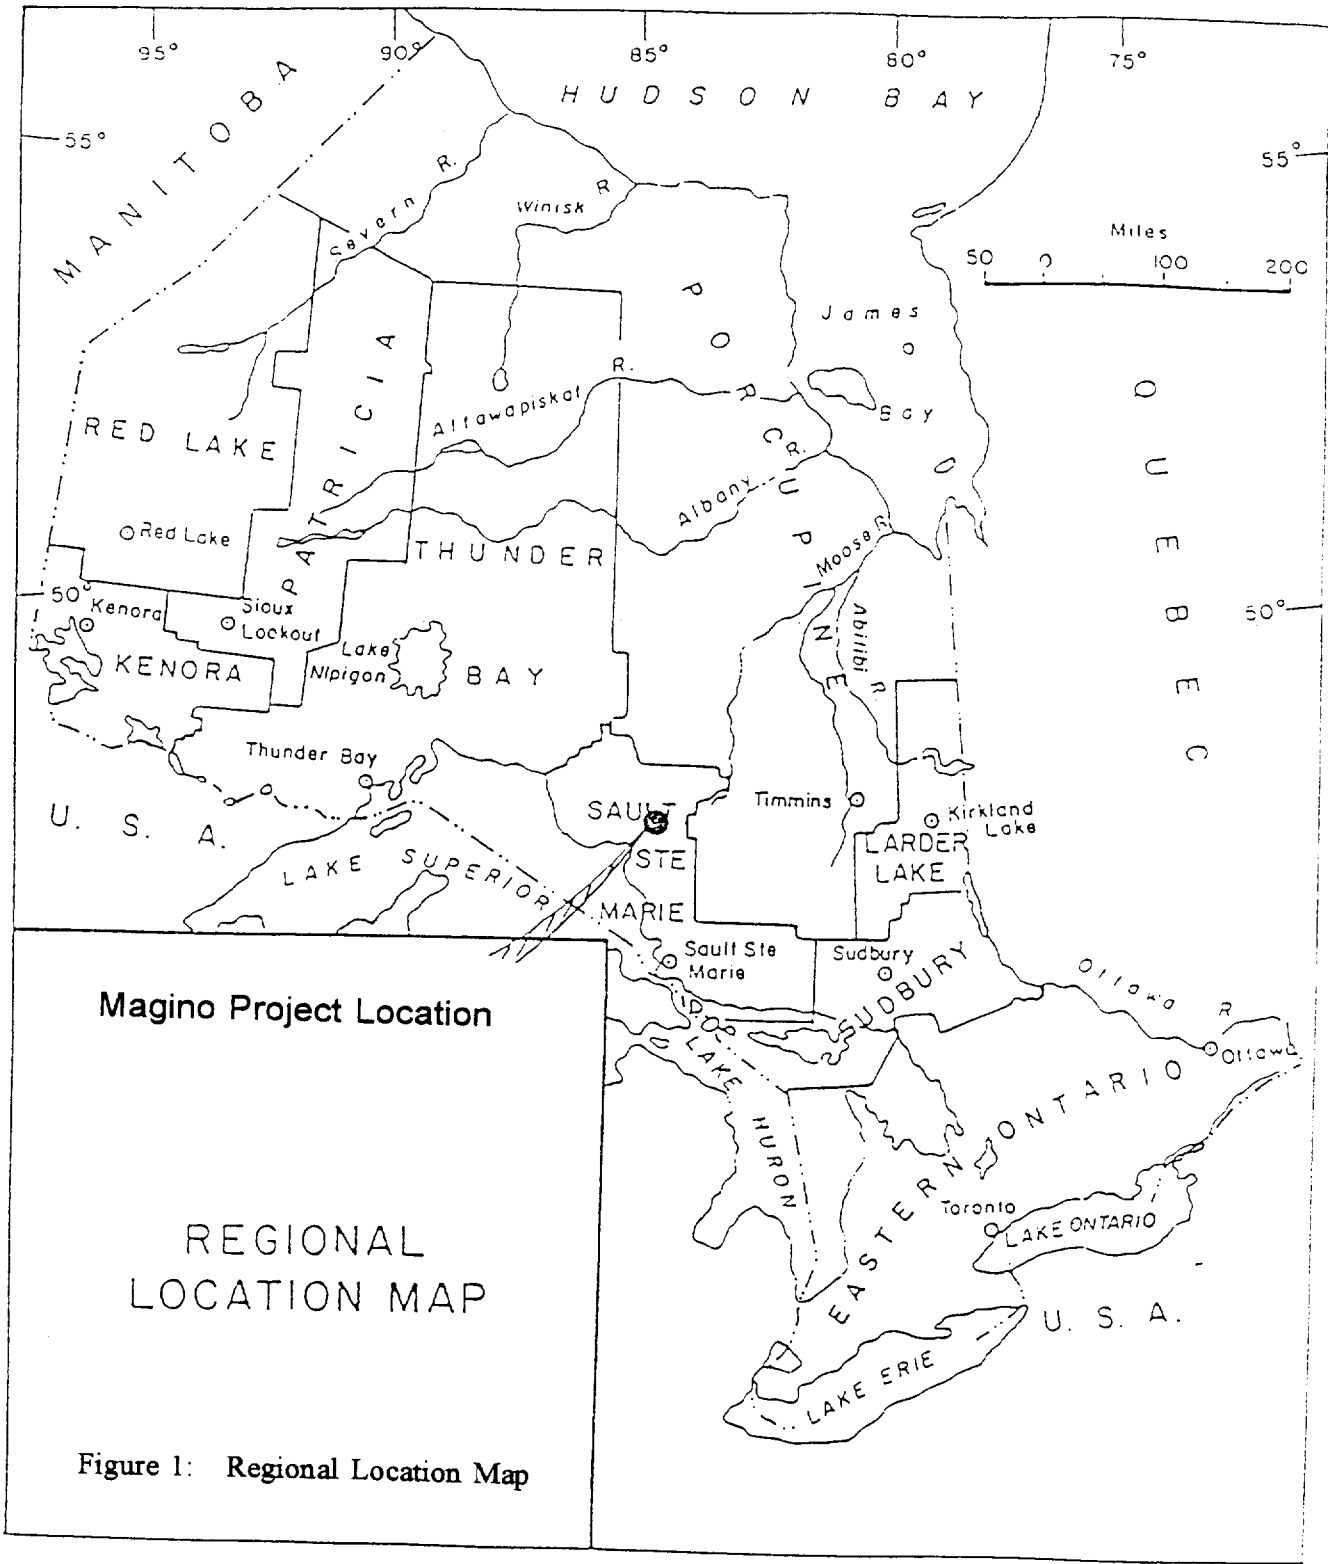 95° 90° 85° 80° 75°
HUDSON BAY
MANITOBA
55° 55°
Severn R.
Winisk R
Miles
50 0 100 200
PORCUPINE
James
Bay
QUEBEC
PATRICIA
RED LAKE
Attawapiskat R.
Albany R.
Red Lake
THUNDER
BAY
Moose R
50° 50°
Kenora
Sioux
Lookout
Abitibi R.
KENORA
Lake
Nipigon
Thunder Bay
U. S. A.
SAULT
STE
MARIE
Timmins
Kirkland
Lake
LARDER
LAKE
LAKE SUPERIOR
Sault Ste
Marie
Sudbury
SUDBURY
Ottawa R
Ottawa
Magino Project Location
LAKE HURON
EASTERN ONTARIO
Toronto
LAKE ONTARIO
REGIONAL
LOCATION MAP
U. S. A.
LAKE ERIE
Figure 1: Regional Location Map